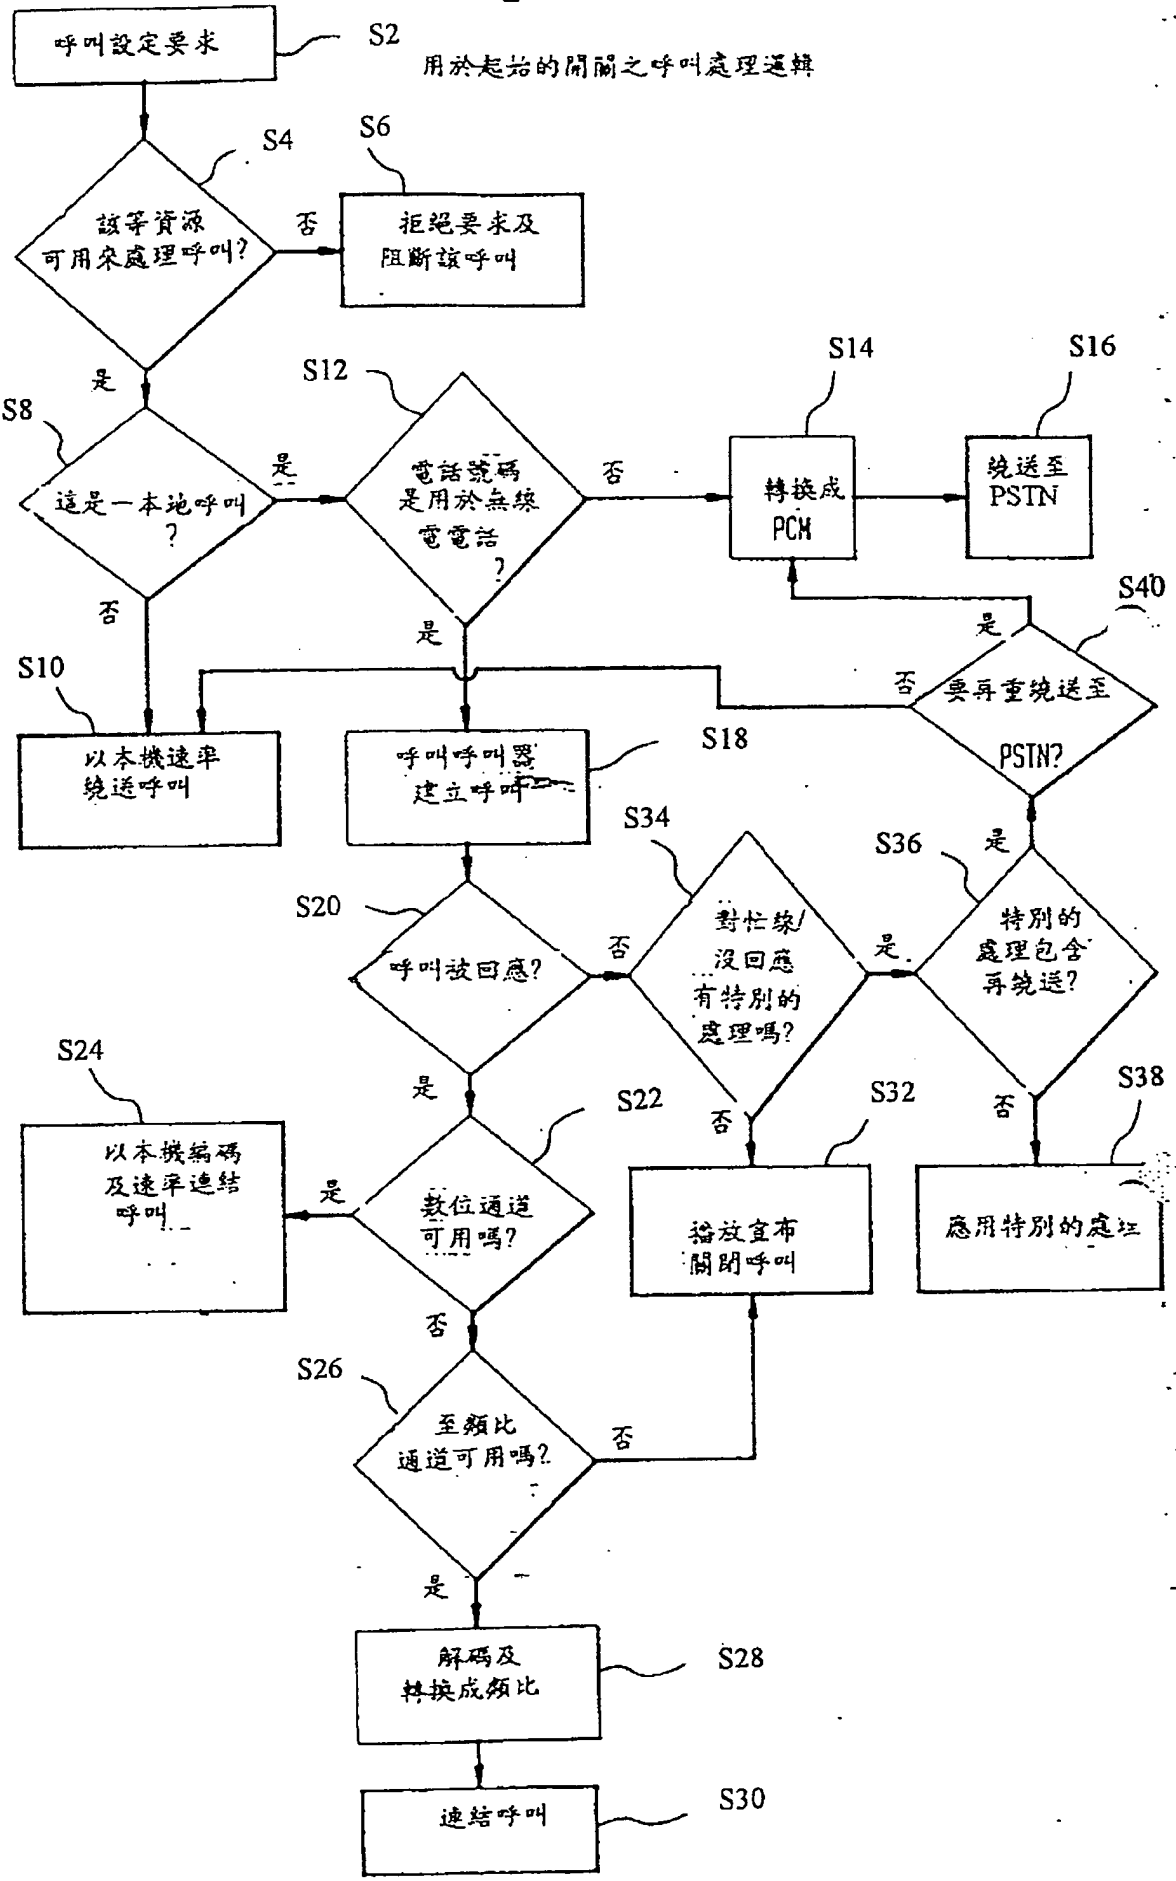 呼叫設定要求
S2
用於起始的開關之呼叫處理邏輯
S4
該等資源
可用來處理呼叫?
否
S6
拒絕要求及
阻斷該呼叫
是
S8
這是一本地呼叫
?
是
S12
電話號碼
是用於無線
電電話
?
否
S14
轉換成
PCM
S16
繞送至
PSTN
否
S10
以本機速率
繞送呼叫
是
S18
呼叫呼叫器
建立呼叫
S40
是
否
要再重繞送至
PSTN?
S20
呼叫被回應?
否
S34
對忙線/
沒回應
有特別的
處理嗎?
是
S36
特別的
處理包含
再繞送?
是
否
S38
應用特別的處理
是
S22
數位通道
可用嗎?
是
S24
以本機編碼
及速率連結
呼叫
否
S32
播放宣布
關閉呼叫
否
S26
至類比
通道可用嗎?
否
是
S28
解碼及
轉換成類比
S30
連結呼叫